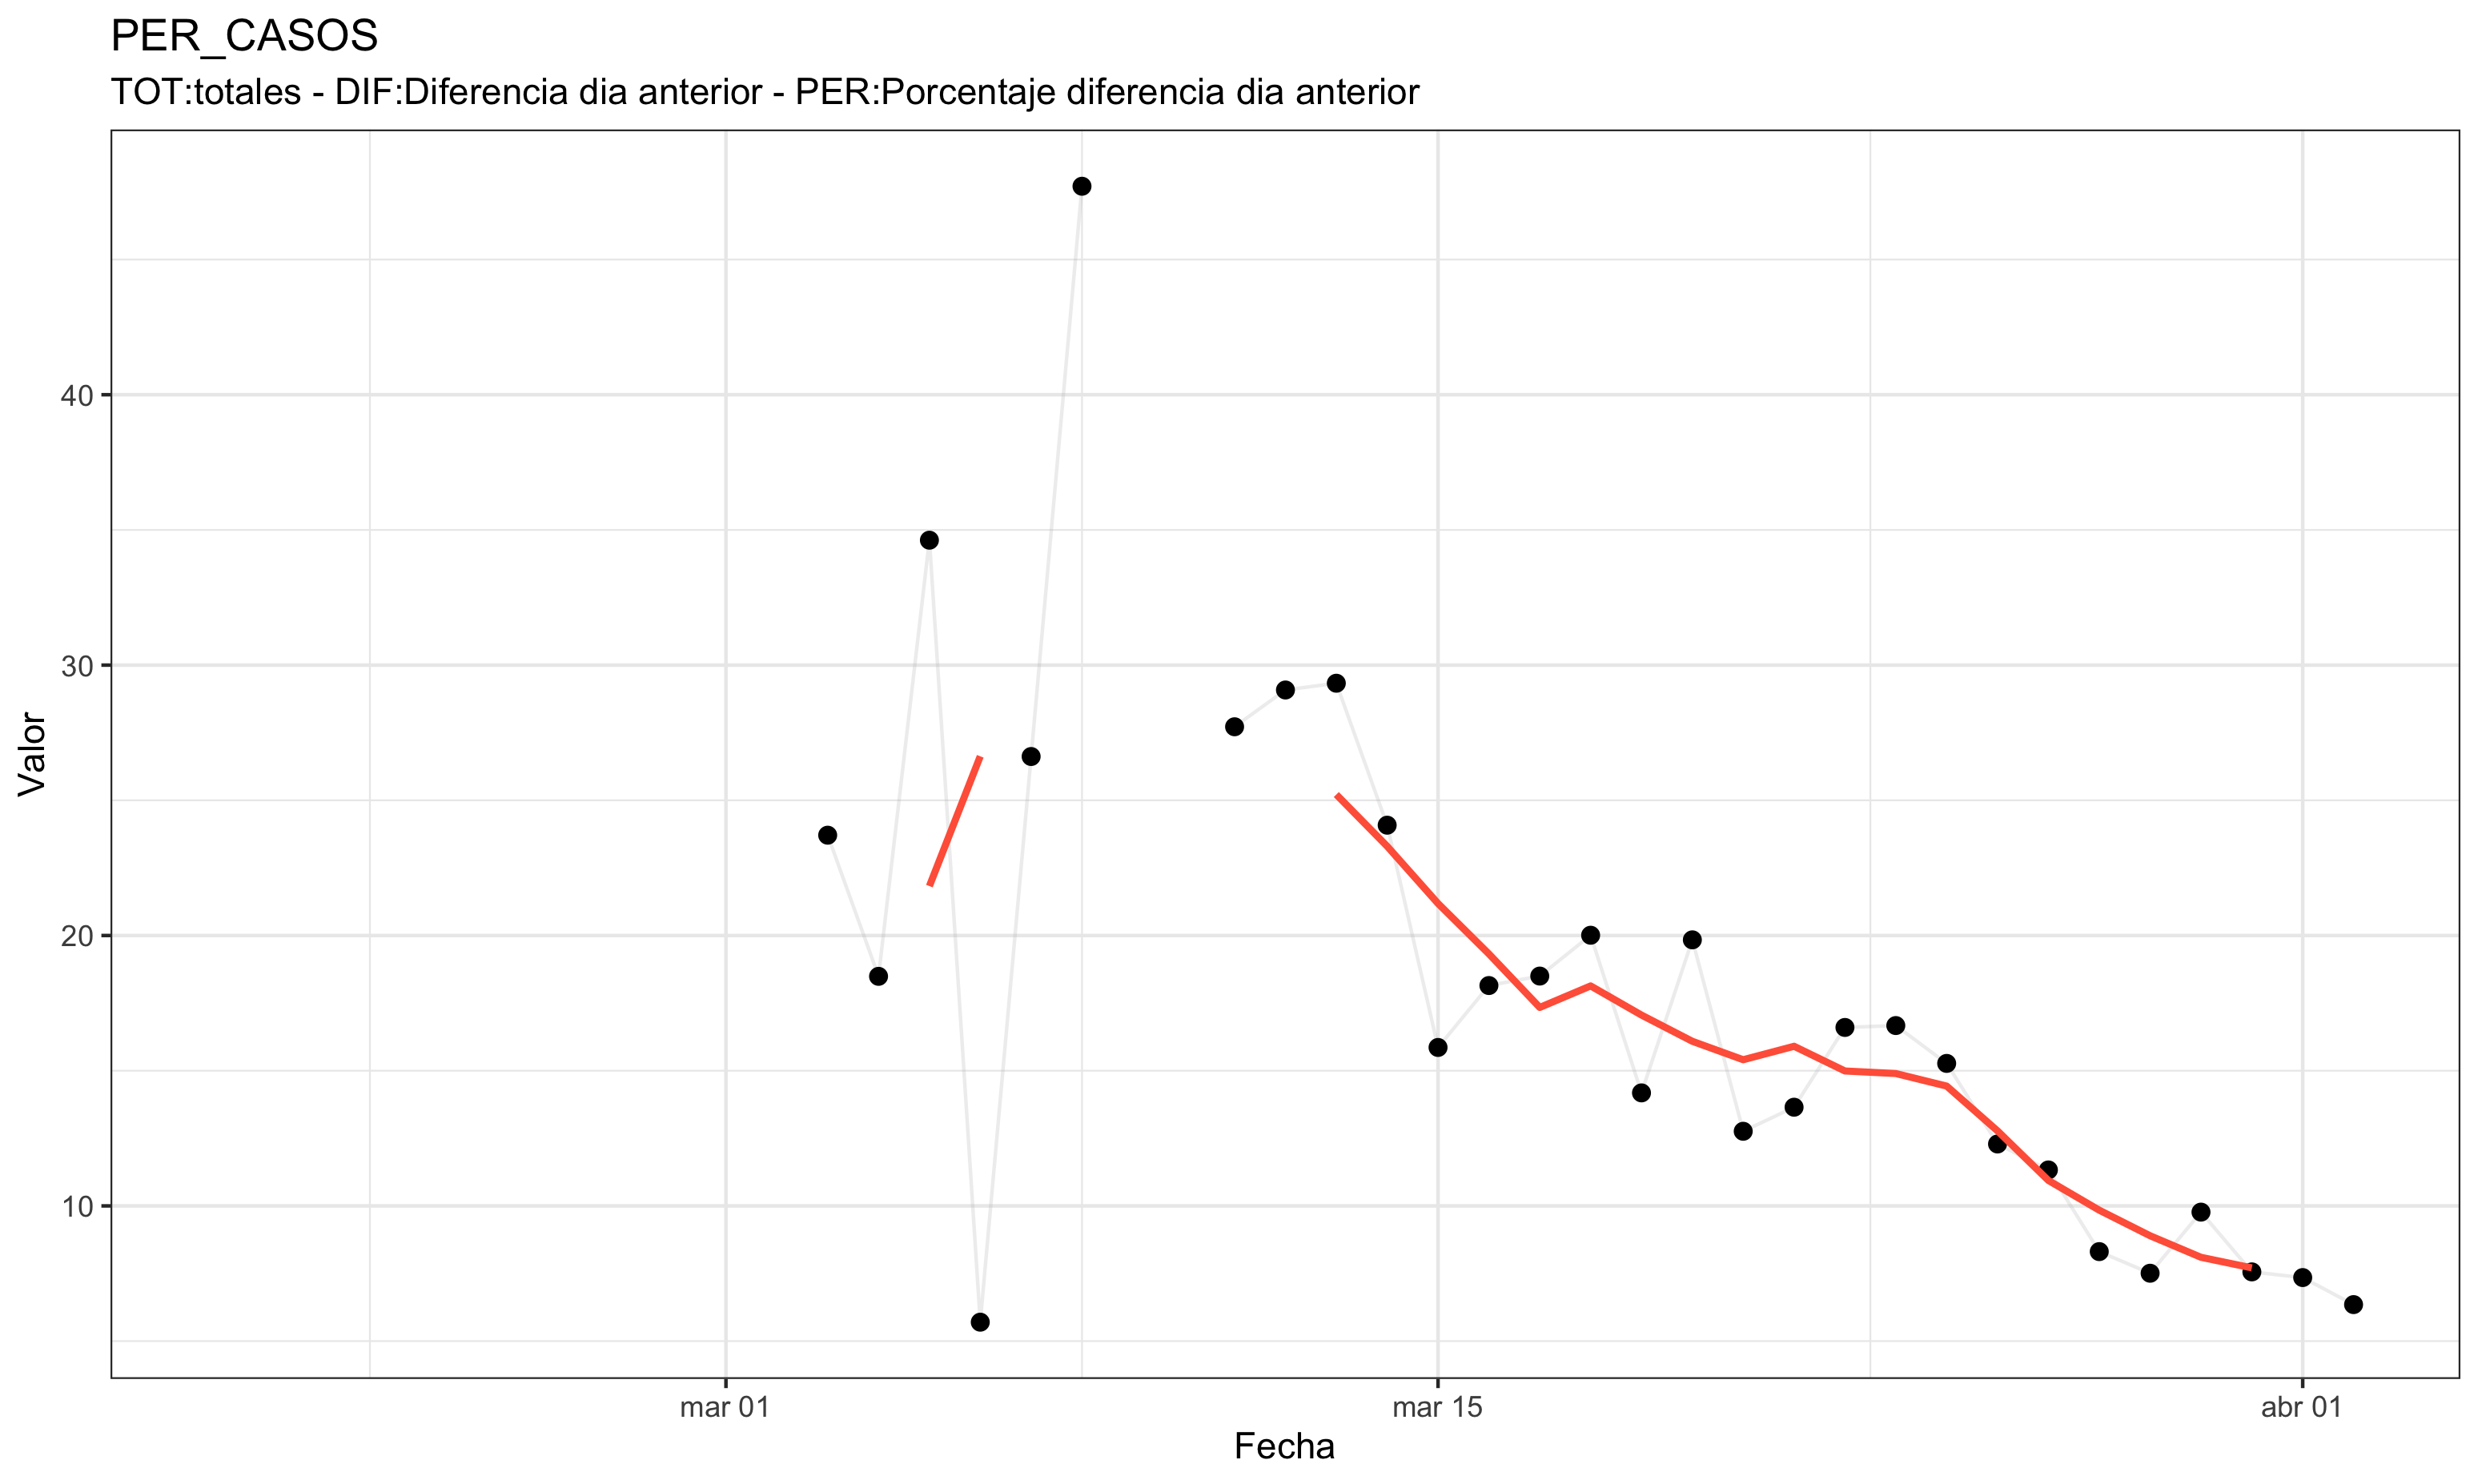 PER_CASOS
TOT:totales - DIF:Diferencia dia anterior - PER:Porcentaje diferencia dia anterior
Valor
40
30
20
10
mar 01
mar 15
abr 01
Fecha